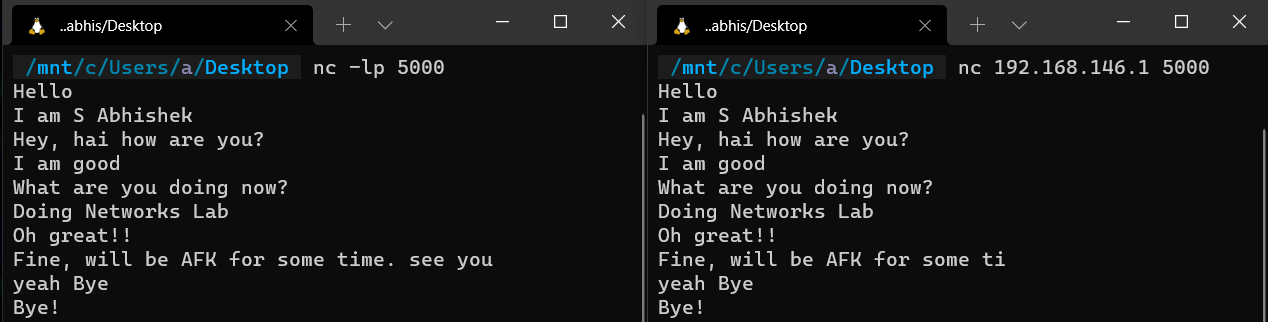 ..abhis/Desktop
/mnt/c/Users/a/Desktop nc -lp 5000
Hello
I am S Abhishek
Hey, hai how are you?
I am good
What are you doing now?
Doing Networks Lab
Oh great!!
Fine, will be AFK for some time. see you
yeah Bye
Bye!
..abhis/Desktop
/mnt/c/Users/a/Desktop nc 192.168.146.1 5000
Hello
I am S Abhishek
Hey, hai how are you?
I am good
What are you doing now?
Doing Networks Lab
Oh great!!
Fine, will be AFK for some ti
yeah Bye
Bye!